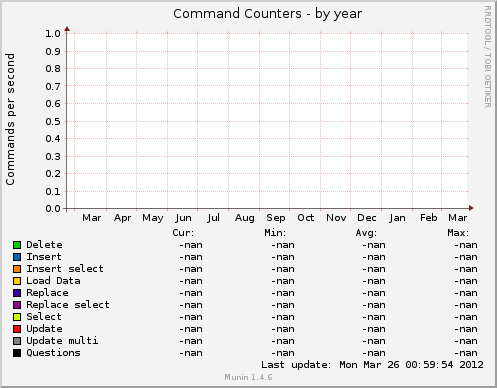 Command Counters - by year
RRDTOOL / TOBI OETIKER
Commands per second
1.0
0.9
0.8
0.7
0.6
0.5
0.4
0.3
0.2
0.1
0.0
Mar Apr May Jun Jul Aug Sep Oct Nov Dec Jan Feb Mar
Cur: Min: Avg: Max:
Delete -nan -nan -nan -nan
Insert -nan -nan -nan -nan
Insert select -nan -nan -nan -nan
Load Data -nan -nan -nan -nan
Replace -nan -nan -nan -nan
Replace select -nan -nan -nan -nan
Select -nan -nan -nan -nan
Update -nan -nan -nan -nan
Update multi -nan -nan -nan -nan
Questions -nan -nan -nan -nan
Last update: Mon Mar 26 00:59:54 2012
Munin 1.4.6